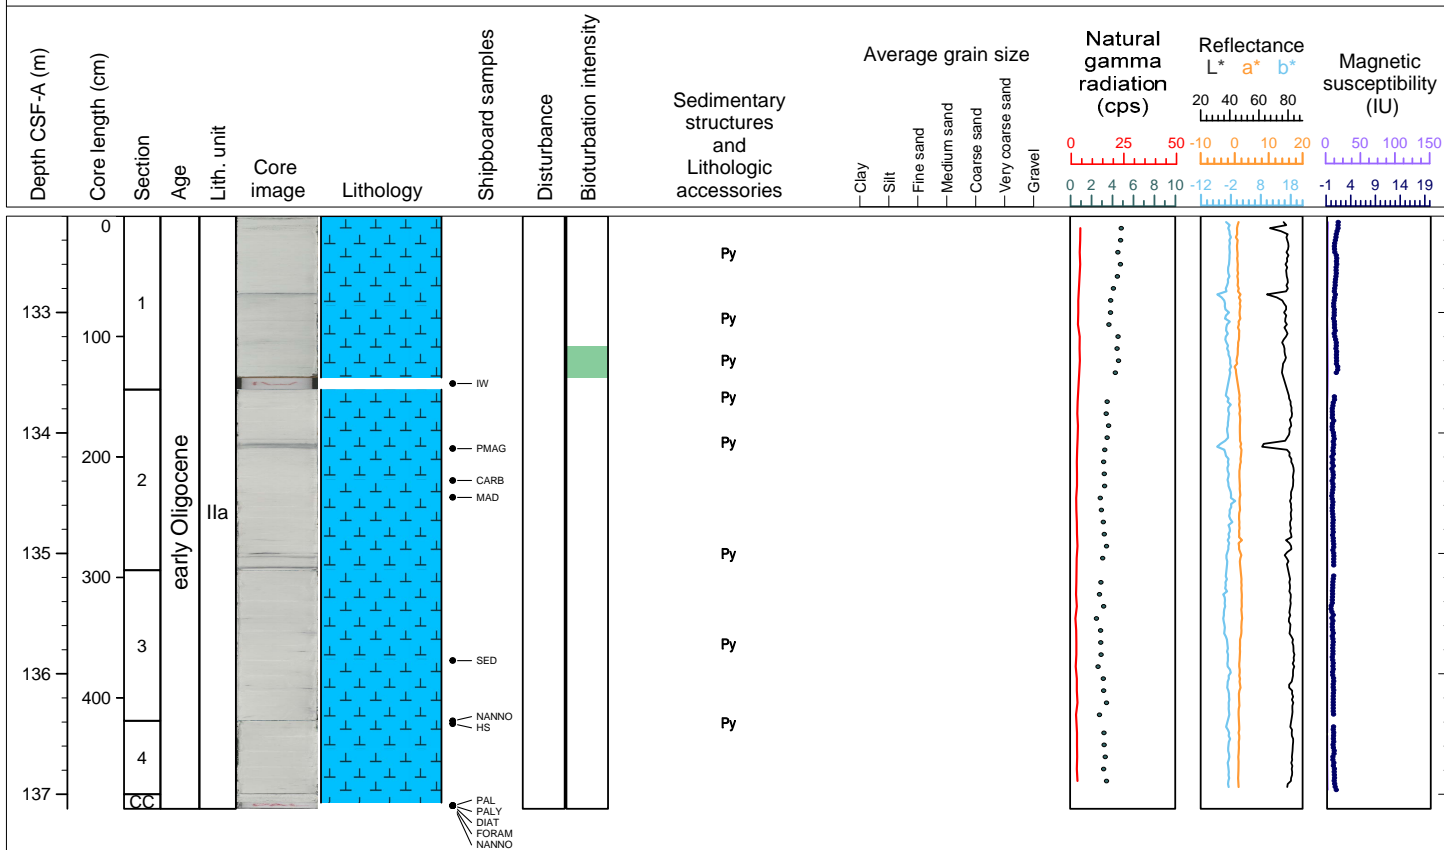 Depth CSF-A (m)
Core length (cm)
Section
Age
Lith. unit
Core
image
Lithology
Shipboard samples
Disturbance
Bioturbation intensity
Sedimentary
structures
and
Lithologic
accessories
Average grain size
Clay
Silt
Fine sand
Medium sand
Coarse sand
Very coarse sand
Gravel
Natural
gamma
radiation
(cps)
0 25 50
0 2 4 6 8 10
Reflectance
L* a* b*
20 40 60 80
-10 0 10 20
-12 -2 8 18
Magnetic
susceptibility
(IU)
0 50 100 150
-1 4 9 14 19
133
134
135
136
137
0
100
200
300
400
1
2
3
4
CC
early Oligocene
IIa
IW
PMAG
CARB
MAD
SED
NANNO
HS
PAL
PALY
DIAT
FORAM
NANNO
Py
Py
Py
Py
Py
Py
Py
Py